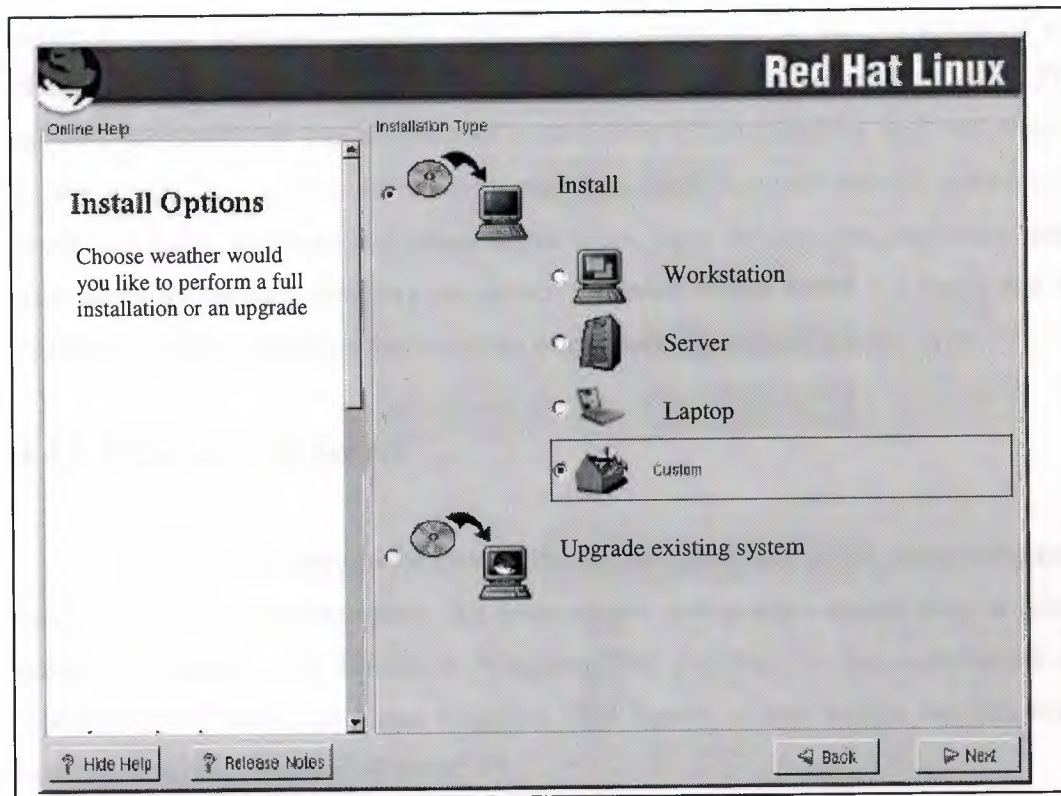 Red Hat Linux
Online Help
Install Options
Choose weather would
you like to perform a full
installation or an upgrade
Installation Type
Install
Workstation
Server
Laptop
Custom
Upgrade existing system
? Hide Help
? Release Notes
Back
Next